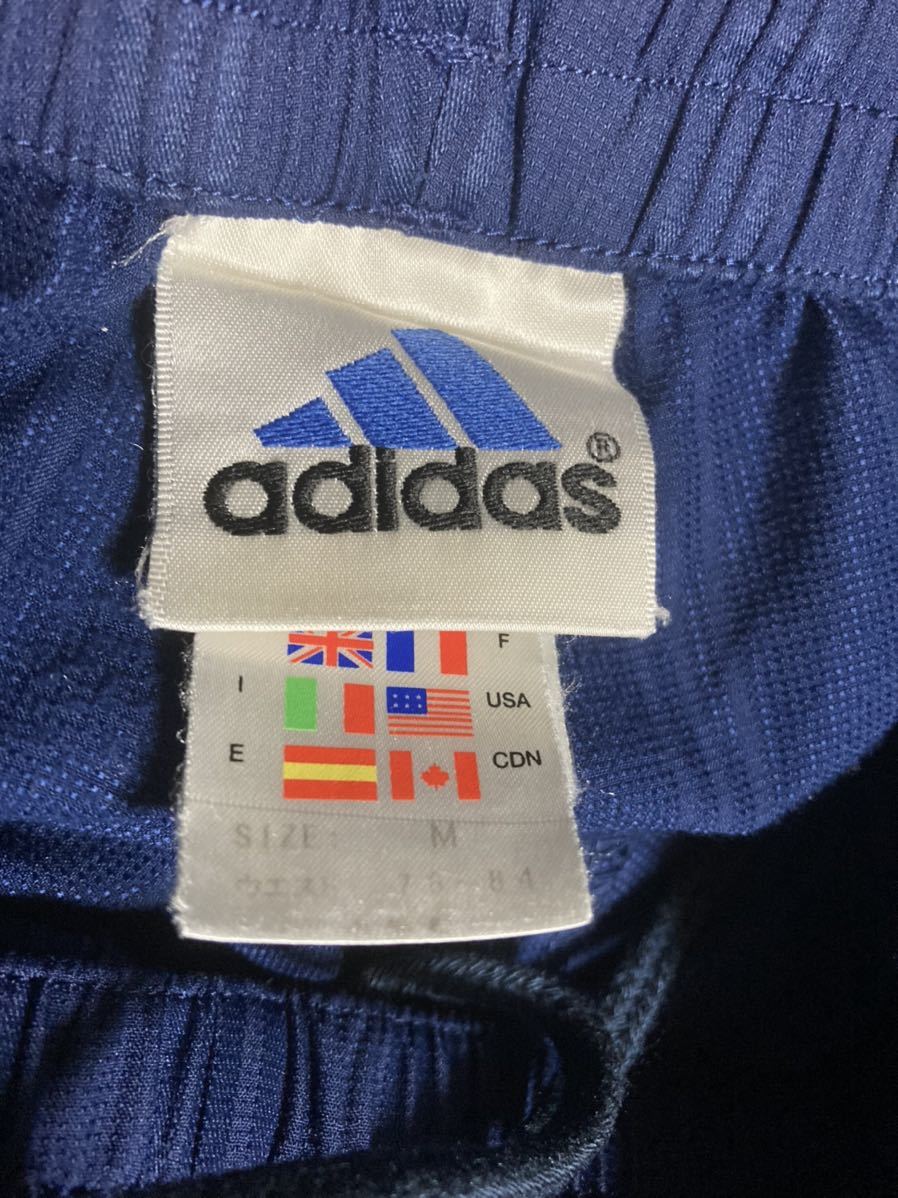 adidas®
F
I USA
E CDN
SIZE: M
ウエスト 76-84